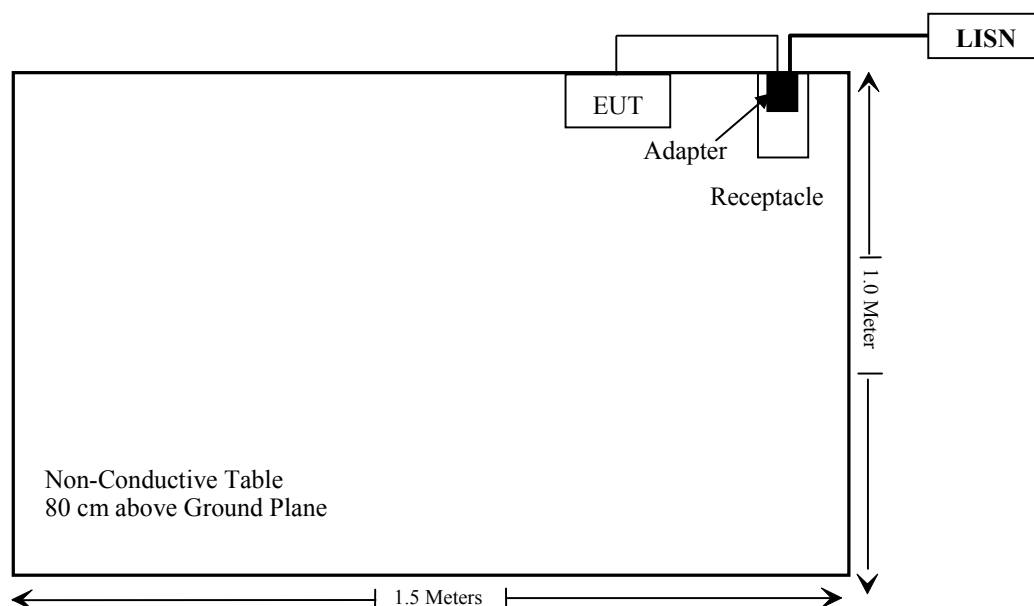 LISN
EUT
Adapter
Receptacle
1.0 Meter
Non-Conductive Table
80 cm above Ground Plane
1.5 Meters